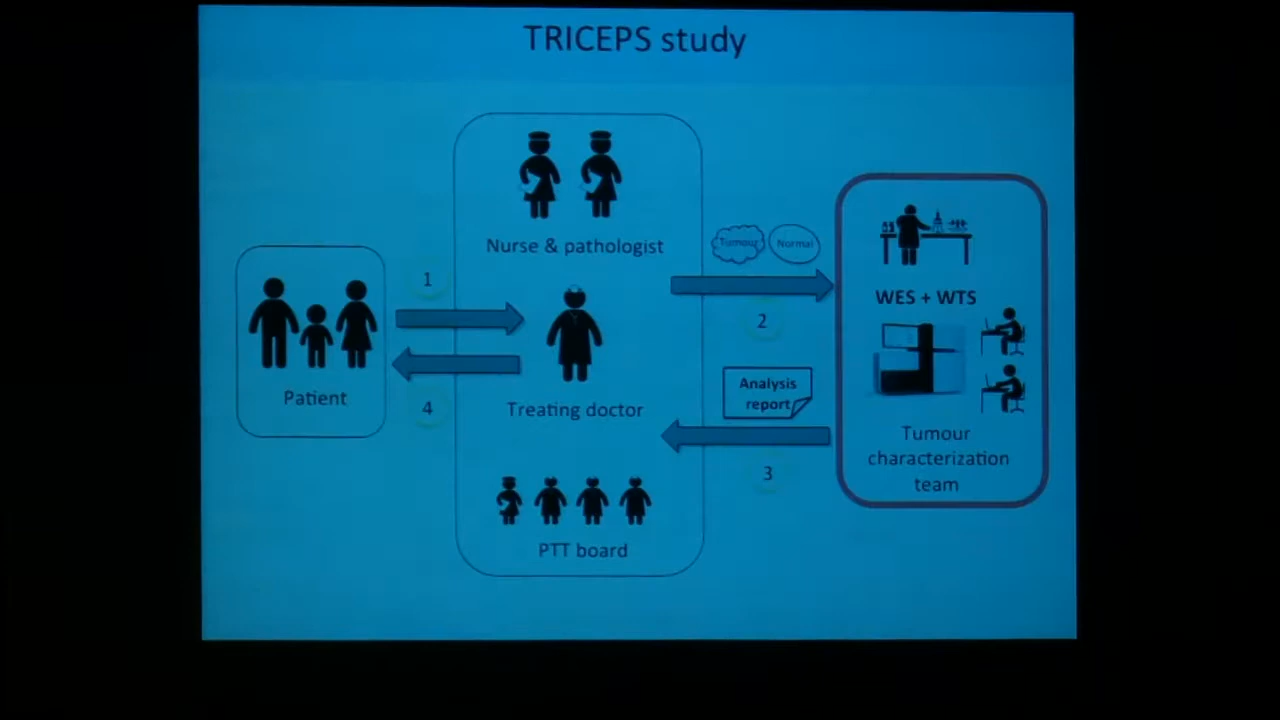 TRICEPS study
Nurse & pathologist
Tumour
Normal
1
WES + WTS
2
Analysis
report
Patient
4
Treating doctor
Tumour
characterization
team
3
PTT board